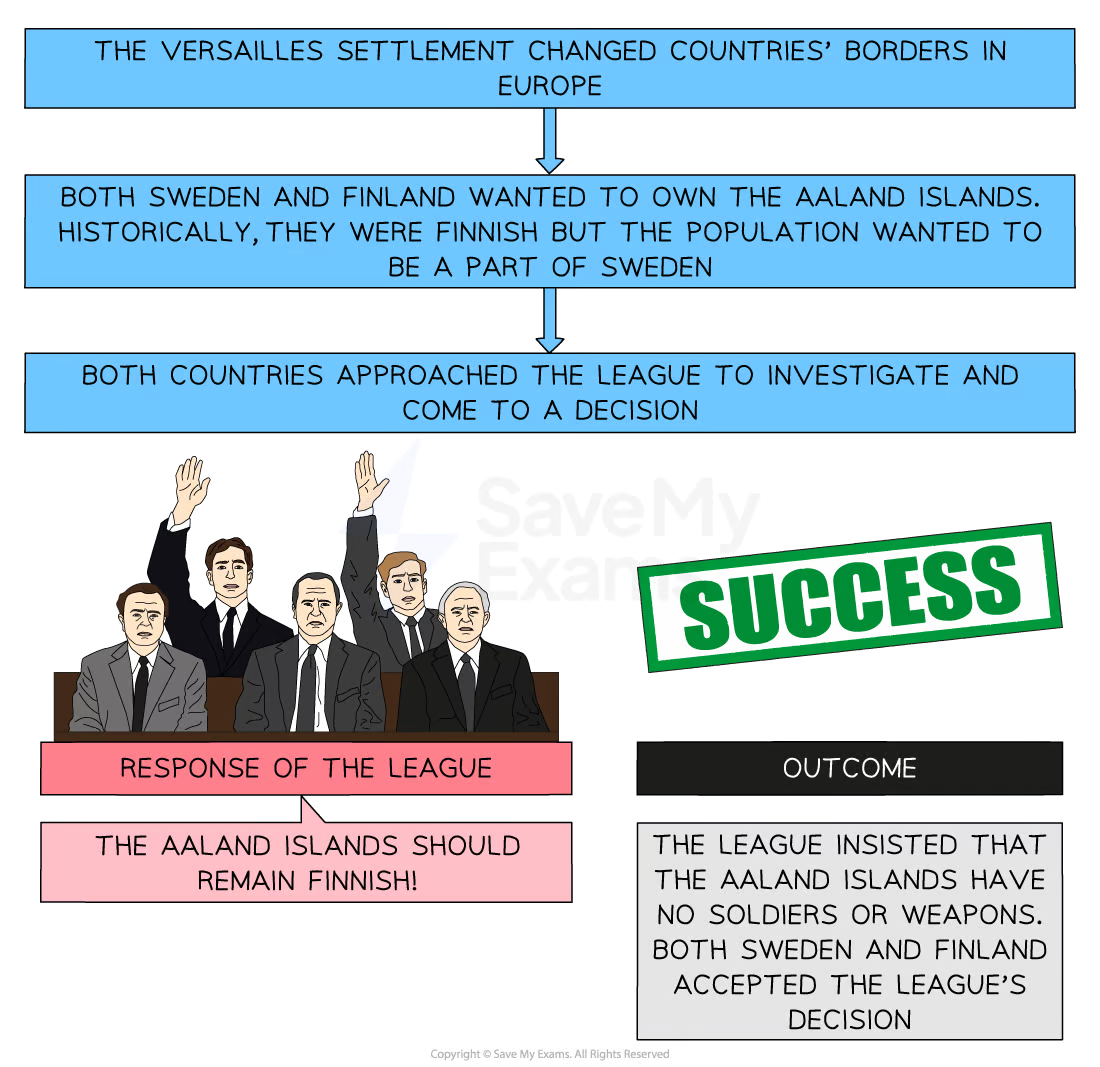 THE VERSAILLES SETTLEMENT CHANGED COUNTRIES' BORDERS IN
EUROPE
BOTH SWEDEN AND FINLAND WANTED TO OWN THE AALAND ISLANDS.
HISTORICALLY, THEY WERE FINNISH BUT THE POPULATION WANTED TO
BE A PART OF SWEDEN
BOTH COUNTRIES APPROACHED THE LEAGUE TO INVESTIGATE AND
COME TO A DECISION
SaveMy
Exams
SUCCESS
RESPONSE OF THE LEAGUE
THE AALAND ISLANDS SHOULD
REMAIN FINNISH!
OUTCOME
THE LEAGUE INSISTED THAT
THE AALAND ISLANDS HAVE
NO SOLDIERS OR WEAPONS.
BOTH SWEDEN AND FINLAND
ACCEPTED THE LEAGUE'S
DECISION
Copyright © Save My Exams. All Rights Reserved